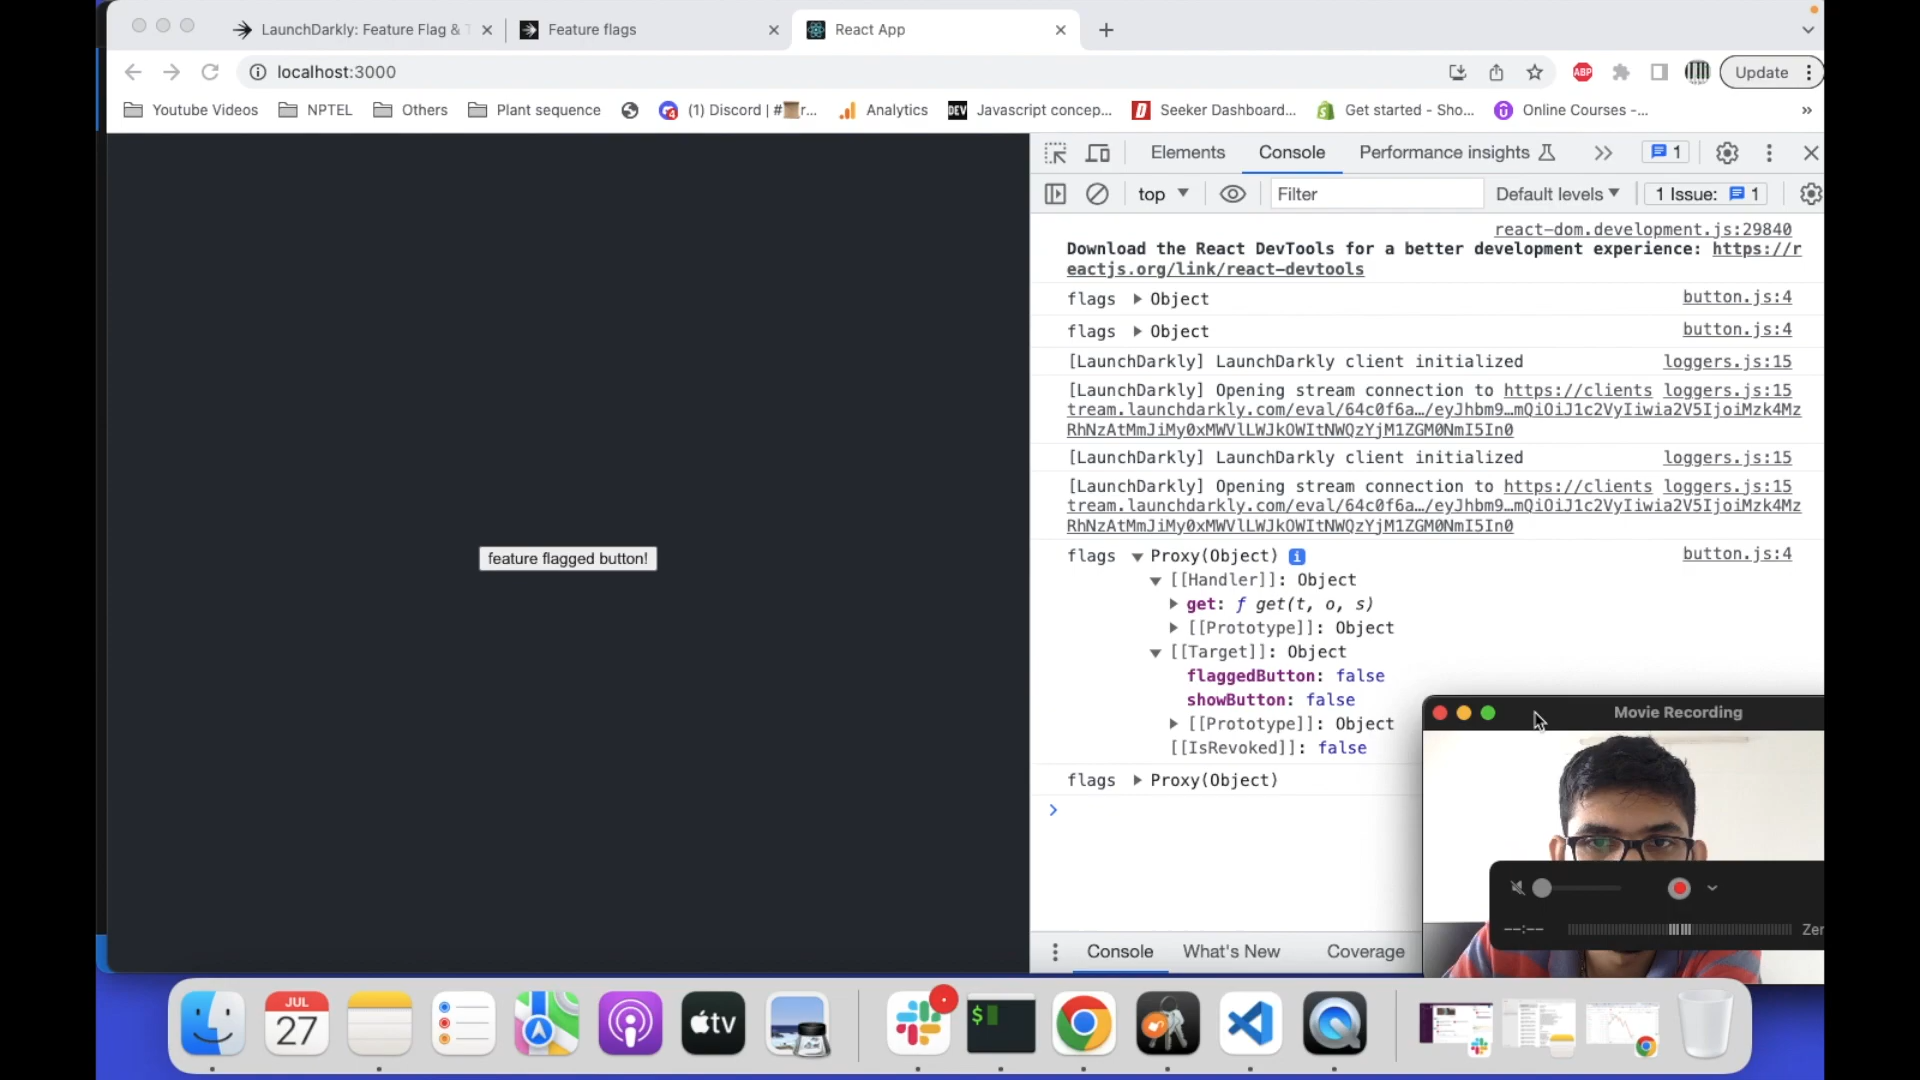 LaunchDarkly: Feature Flag & T
Feature flags
React App
localhost:3000
ABP
Update
Youtube Videos
NPTEL
Others
Plant sequence
(1) Discord | #📜r...
Analytics
DEV
Javascript concep...
Seeker Dashboard...
Get started - Sho...
Online Courses -...
»
Elements
Console
Performance insights
1
top
Filter
Default levels
1 Issue: 1
react-dom.development.js:29840
Download the React DevTools for a better development experience: https://r
eactjs.org/link/react-devtools
flags ▶ Object button.js:4
flags ▶ Object button.js:4
[LaunchDarkly] LaunchDarkly client initialized loggers.js:15
[LaunchDarkly] Opening stream connection to https://clients loggers.js:15
tream.launchdarkly.com/eval/64c0f6a…/eyJhbm9…mQiOiJ1c2VyIiwia2V5IjoiMzk4Mz
RhNzAtMmJiMy0xMWVlLWJkOWItNWQzYjM1ZGM0NmI5In0
[LaunchDarkly] LaunchDarkly client initialized loggers.js:15
[LaunchDarkly] Opening stream connection to https://clients loggers.js:15
tream.launchdarkly.com/eval/64c0f6a…/eyJhbm9…mQiOiJ1c2VyIiwia2V5IjoiMzk4Mz
RhNzAtMmJiMy0xMWVlLWJkOWItNWQzYjM1ZGM0NmI5In0
flags ▼ Proxy(Object) i button.js:4
▼ [[Handler]]: Object
▶ get: ƒ get(t, o, s)
▶ [[Prototype]]: Object
▼ [[Target]]: Object
flaggedButton: false
showButton: false
▶ [[Prototype]]: Object
[[IsRevoked]]: false
flags ▶ Proxy(Object)
feature flagged button!
Movie Recording
--:--
Zer
Console
What's New
Coverage
JUL
27
tv
$